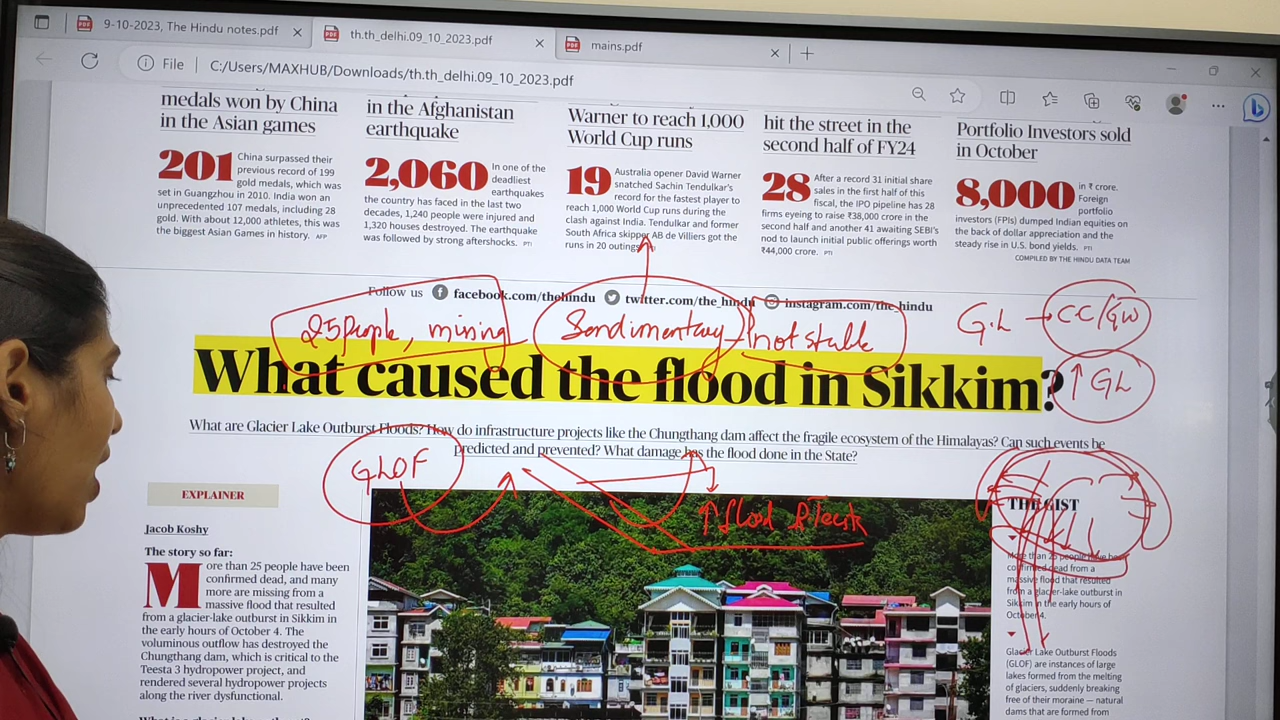 9-10-2023, The Hindu notes.pdf
th.th_delhi.09_10_2023.pdf
mains.pdf
File
C:/Users/MAXHUB/Downloads/th.th_delhi.09_10_2023.pdf
medals won by China
in the Asian games
201 China surpassed their
previous record of 199
gold medals, which was
set in Guangzhou in 2010. India won an
unprecedented 107 medals, including 28
gold. With about 12,000 athletes, this was
the biggest Asian Games in history. AFP
in the Afghanistan
earthquake
2,060 In one of the
deadliest
earthquakes
the country has faced in the last two
decades, 1,240 people were injured and
1,320 houses destroyed. The earthquake
was followed by strong aftershocks. PTI
Warner to reach 1,000
World Cup runs
19 Australia opener David Warner
snatched Sachin Tendulkar's
record for the fastest player to
reach 1,000 World Cup runs during the
clash against India. Tendulkar and former
South Africa skipper AB de Villiers got the
runs in 20 outings.
hit the street in the
second half of FY24
28 After a record 31 initial share
sales in the first half of this
fiscal, the IPO pipeline has 28
firms eyeing to raise ₹38,000 crore in the
second half and another 41 awaiting SEBI's
nod to launch initial public offerings worth
₹44,000 crore. PTI
Portfolio Investors sold
in October
8,000 in ₹ crore.
Foreign
portfolio
investors (FPIs) dumped Indian equities on
the back of dollar appreciation and the
steady rise in U.S. bond yields. PTI
COMPILED BY THE HINDU DATA TEAM
Follow us facebook.com/thehindu twitter.com/the_hindu instagram.com/the_hindu
25 people, missing Sendimentary - not stable
G.L → CC/GW
↑ GL
What caused the flood in Sikkim?
What are Glacier Lake Outburst Floods? How do infrastructure projects like the Chungthang dam affect the fragile ecosystem of the Himalayas? Can such events be
predicted and prevented? What damage has the flood done in the State?
GLOF
↑ flood
Teesta
EXPLAINER
Jacob Koshy
The story so far:
More than 25 people have been
confirmed dead, and many
more are missing from a
massive flood that resulted
from a glacier-lake outburst in Sikkim in
the early hours of October 4. The
voluminous outflow has destroyed the
Chungthang dam, which is critical to the
Teesta 3 hydropower project, and
rendered several hydropower projects
along the river dysfunctional.
THE GIST
More than 25 people have been
confirmed dead from a
massive flood that resulted
from a glacier-lake outburst in
Sikkim in the early hours of
October 4.
Glacier Lake Outburst Floods
(GLOF) are instances of large
lakes formed from the melting
of glaciers, suddenly breaking
free of their moraine — natural
dams that are formed from